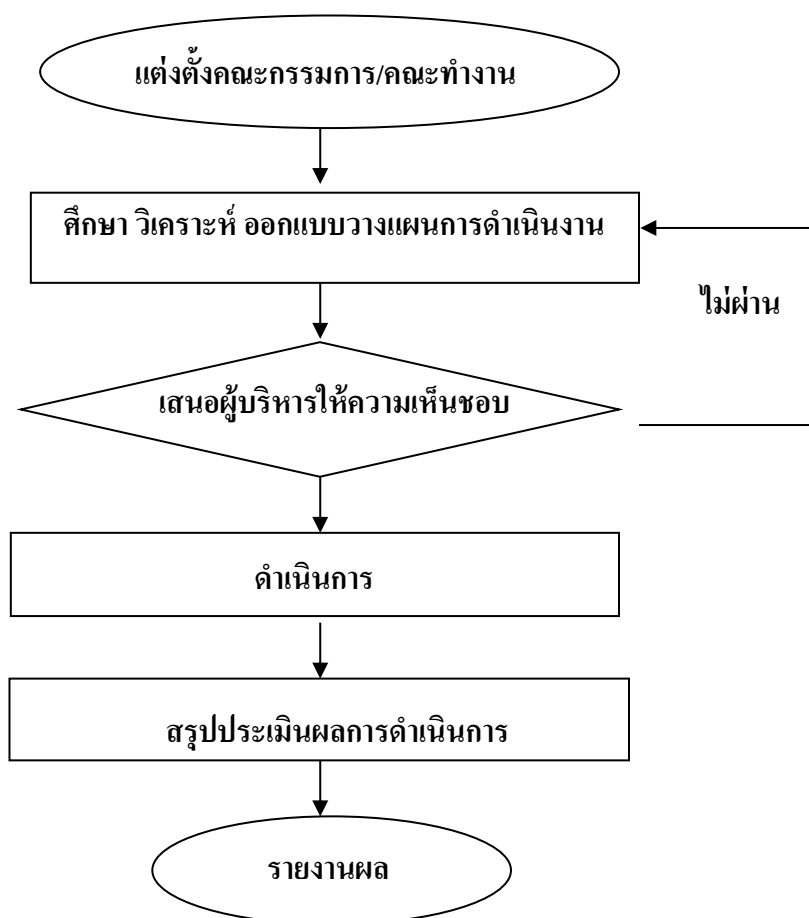 แต่งตั้งคณะกรรมการ/คณะทำงาน
ศึกษา วิเคราะห์ ออกแบบวางแผนการดำเนินงาน
ไม่ผ่าน
เสนอผู้บริหารให้ความเห็นชอบ
ดำเนินการ
สรุปประเมินผลการดำเนินการ
รายงานผล